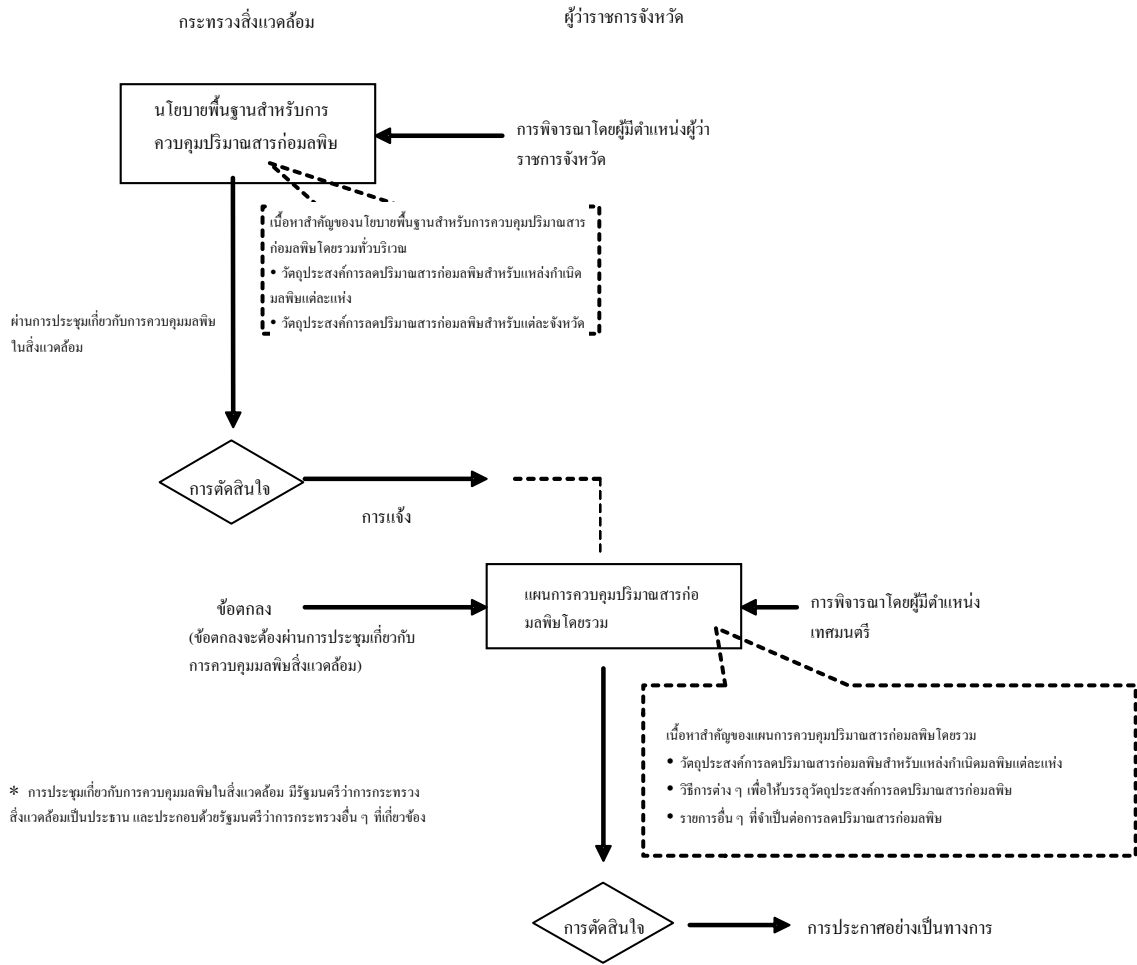 กระทรวงสิ่งแวดล้อม
ผู้ว่าราชการจังหวัด
นโยบายพื้นฐานสำหรับการ
ควบคุมปริมาณสารก่อมลพิษ
การพิจารณาโดยผู้มีตำแหน่งผู้ว่า
ราชการจังหวัด
เนื้อหาสำคัญของนโยบายพื้นฐานสำหรับการควบคุมปริมาณสาร
ก่อมลพิษโดยรวมทั่วบริเวณ
• วัตถุประสงค์การลดปริมาณสารก่อมลพิษสำหรับแหล่งกำเนิด
มลพิษแต่ละแห่ง
• วัตถุประสงค์การลดปริมาณสารก่อมลพิษสำหรับแต่ละจังหวัด
ผ่านการประชุมเกี่ยวกับการควบคุมมลพิษ
ในสิ่งแวดล้อม
การตัดสินใจ
การแจ้ง
แผนการควบคุมปริมาณสารก่อ
มลพิษโดยรวม
ข้อตกลง
(ข้อตกลงจะต้องผ่านการประชุมเกี่ยวกับ
การควบคุมมลพิษสิ่งแวดล้อม)
การพิจารณาโดยผู้มีตำแหน่ง
เทศมนตรี
เนื้อหาสำคัญของแผนการควบคุมปริมาณสารก่อมลพิษโดยรวม
• วัตถุประสงค์การลดปริมาณสารก่อมลพิษสำหรับแหล่งกำเนิดมลพิษแต่ละแห่ง
• วิธีการต่าง ๆ เพื่อให้บรรลุวัตถุประสงค์การลดปริมาณสารก่อมลพิษ
• รายการอื่น ๆ ที่จำเป็นต่อการลดปริมาณสารก่อมลพิษ
* การประชุมเกี่ยวกับการควบคุมมลพิษในสิ่งแวดล้อม มีรัฐมนตรีว่าการกระทรวง
สิ่งแวดล้อมเป็นประธาน และประกอบด้วยรัฐมนตรีว่าการกระทรวงอื่น ๆ ที่เกี่ยวข้อง
การตัดสินใจ
การประกาศอย่างเป็นทางการ